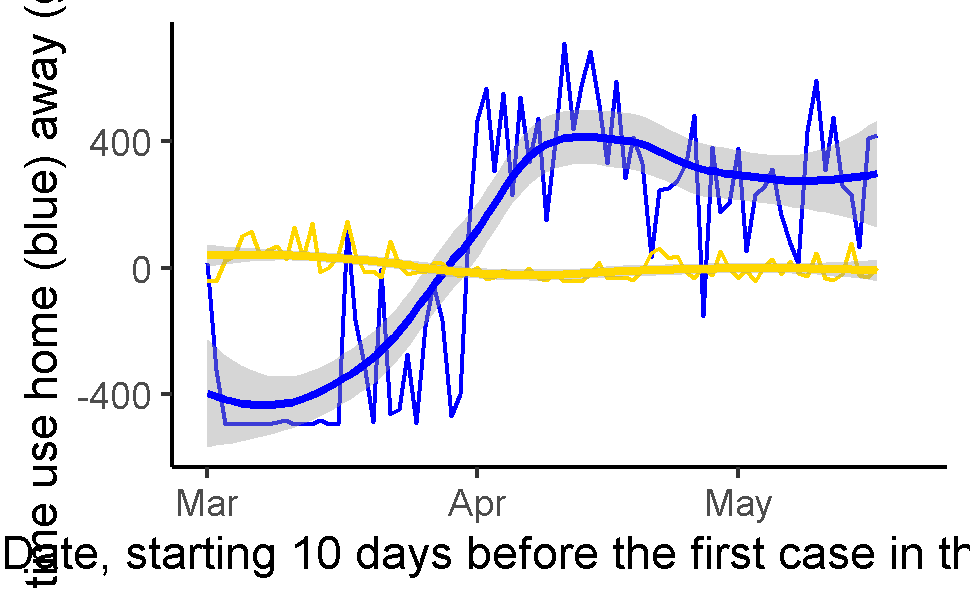 time use home (blue) away (
400
0
-400
Mar Apr May
Date, starting 10 days before the first case in th